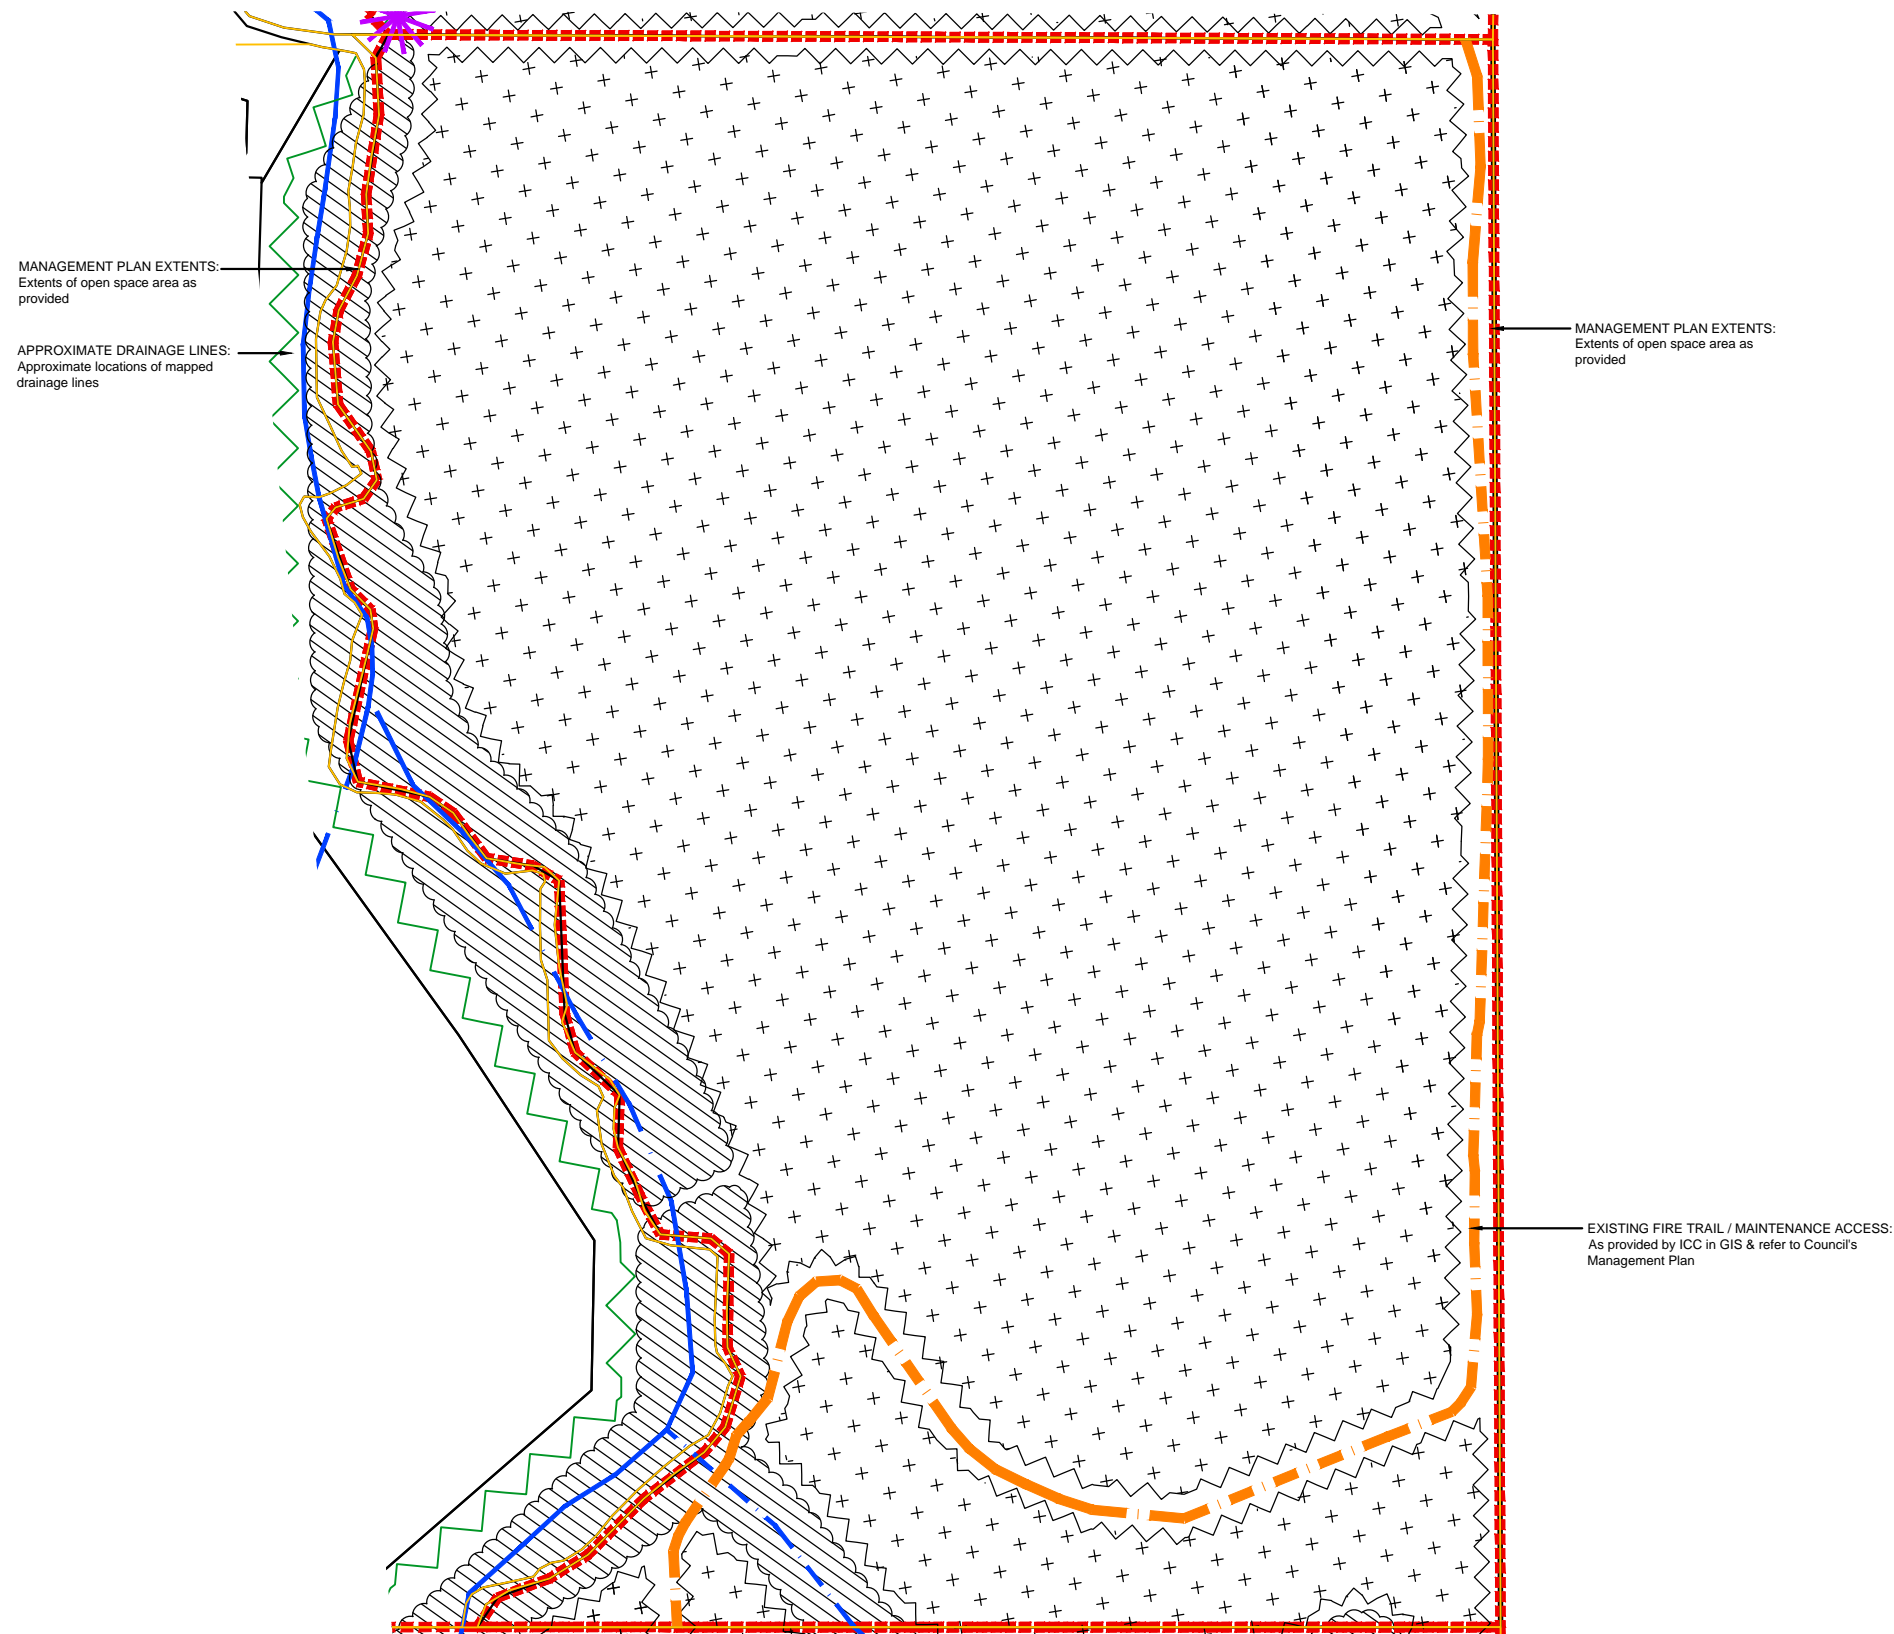 MANAGEMENT PLAN EXTENTS:
Extents of open space area as
provided
APPROXIMATE DRAINAGE LINES:
Approximate locations of mapped
drainage lines
MANAGEMENT PLAN EXTENTS:
Extents of open space area as
provided
EXISTING FIRE TRAIL / MAINTENANCE ACCESS:
As provided by ICC in GIS & refer to Council's
Management Plan